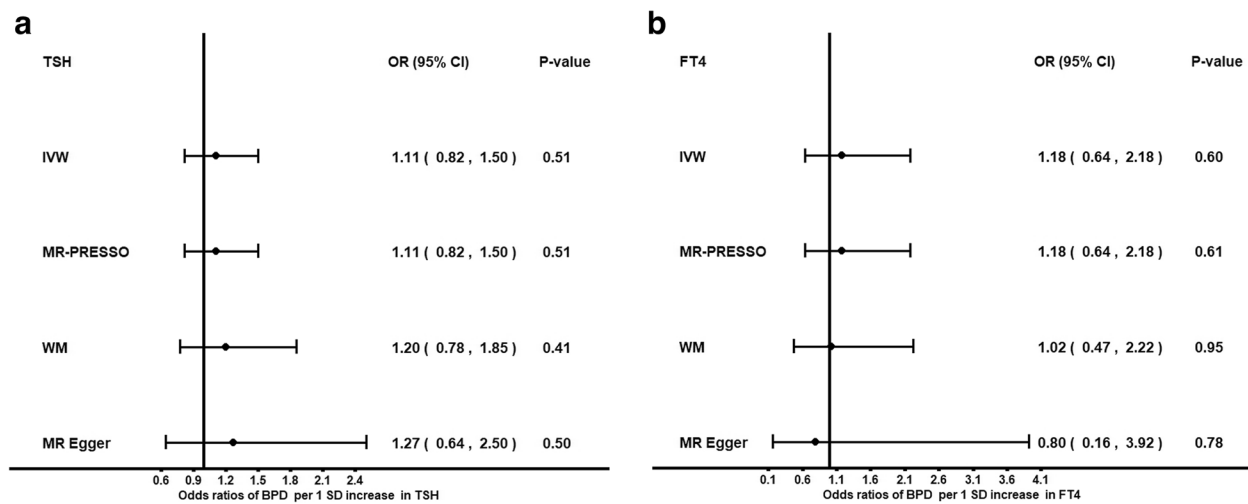 a
TSH OR (95% CI) P-value
IVW 1.11 ( 0.82 , 1.50 ) 0.51
MR-PRESSO 1.11 ( 0.82 , 1.50 ) 0.51
WM 1.20 ( 0.78 , 1.85 ) 0.41
MR Egger 1.27 ( 0.64 , 2.50 ) 0.50
0.6 0.9 1.2 1.5 1.8 2.1 2.4
Odds ratios of BPD per 1 SD increase in TSH
b
FT4 OR (95% CI) P-value
IVW 1.18 ( 0.64 , 2.18 ) 0.60
MR-PRESSO 1.18 ( 0.64 , 2.18 ) 0.61
WM 1.02 ( 0.47 , 2.22 ) 0.95
MR Egger 0.80 ( 0.16 , 3.92 ) 0.78
0.1 0.6 1.1 1.6 2.1 2.6 3.1 3.6 4.1
Odds ratios of BPD per 1 SD increase in FT4